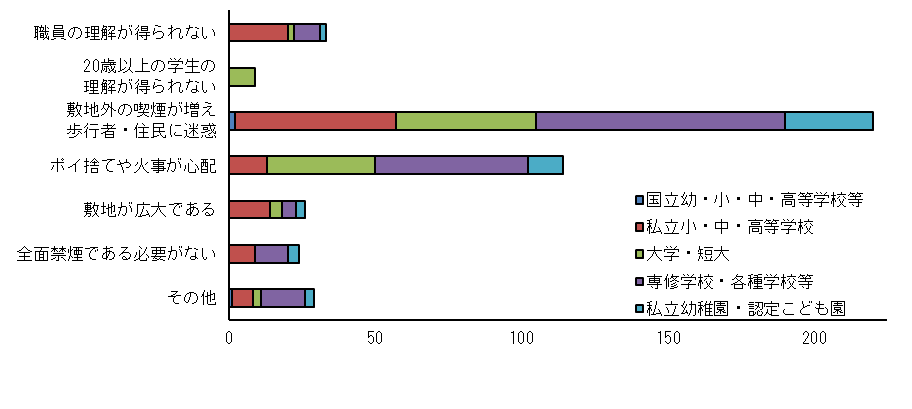 職員の理解が得られない
20歳以上の学生の
理解が得られない
敷地外の喫煙が増え
歩行者・住民に迷惑
ポイ捨てや火事が心配
敷地が広大である
全面禁煙である必要がない
その他
国立幼・小・中・高等学校等
私立小・中・高等学校
大学・短大
専修学校・各種学校等
私立幼稚園・認定こども園
0 50 100 150 200